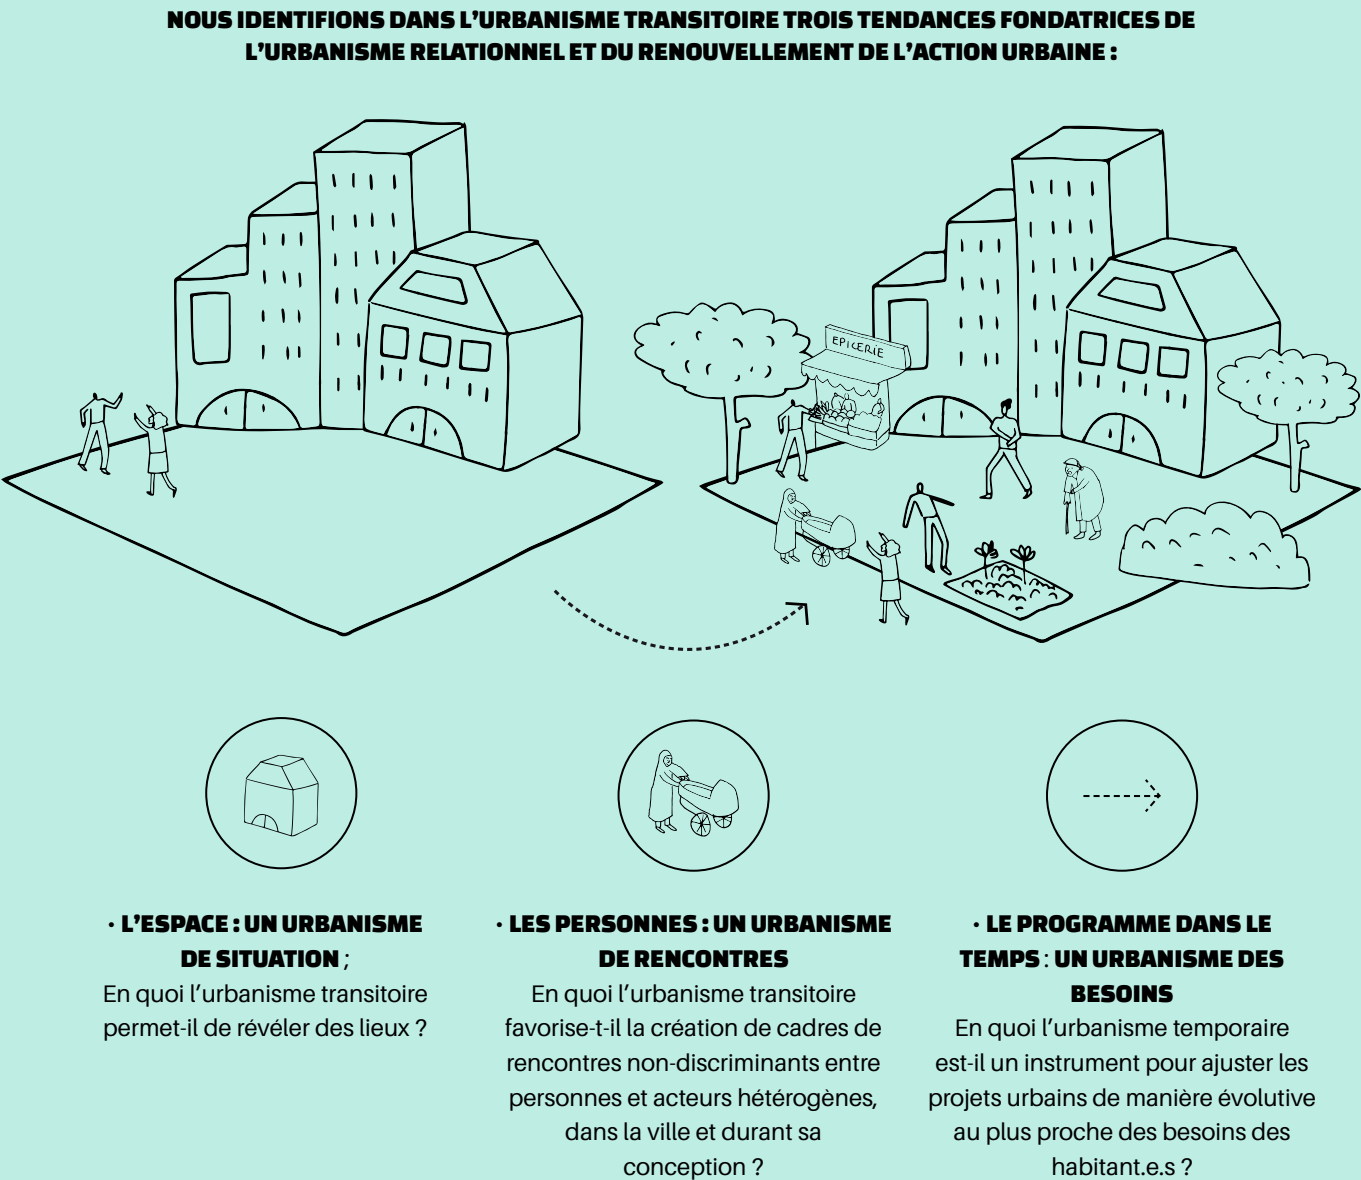 NOUS IDENTIFIONS DANS L’URBANISME TRANSITOIRE TROIS TENDANCES FONDATRICES DE
L’URBANISME RELATIONNEL ET DU RENOUVELLEMENT DE L’ACTION URBAINE :
EPICERIE
• L’ESPACE : UN URBANISME
DE SITUATION ;
En quoi l’urbanisme transitoire
permet-il de révéler des lieux ?
• LES PERSONNES : UN URBANISME
DE RENCONTRES
En quoi l’urbanisme transitoire
favorise-t-il la création de cadres de
rencontres non-discriminants entre
personnes et acteurs hétérogènes,
dans la ville et durant sa
conception ?
• LE PROGRAMME DANS LE
TEMPS : UN URBANISME DES
BESOINS
En quoi l’urbanisme temporaire
est-il un instrument pour ajuster les
projets urbains de manière évolutive
au plus proche des besoins des
habitant.e.s ?